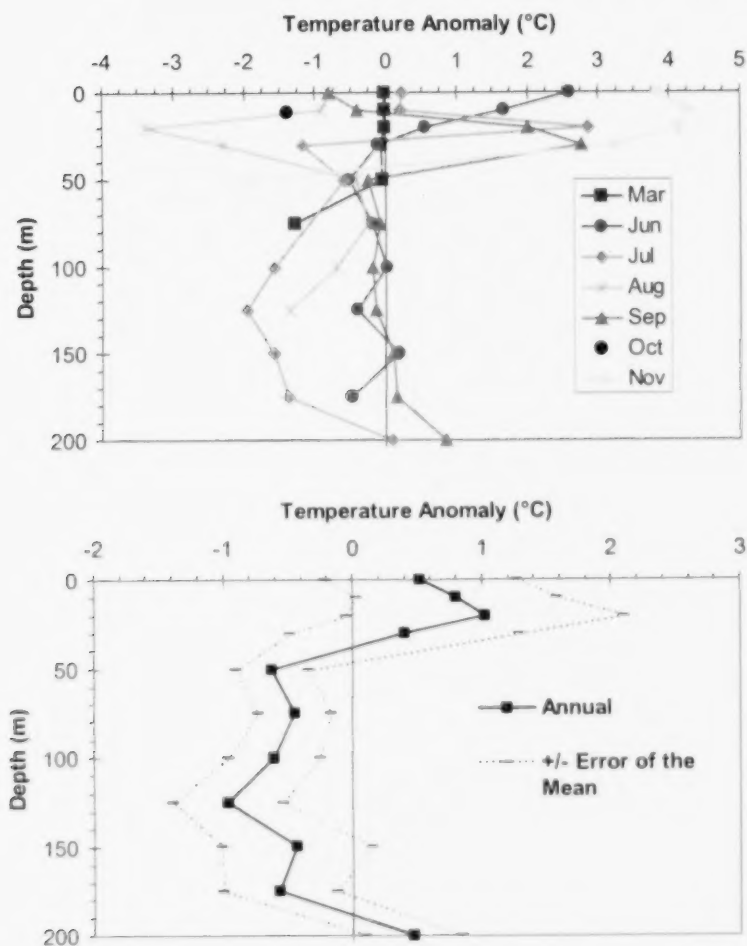 Temperature Anomaly (°C)
-4 -3 -2 -1 0 1 2 3 4 5
0
50
100
150
200
Depth (m)
Mar
Jun
Jul
Aug
Sep
Oct
Nov
Temperature Anomaly (°C)
-2 -1 0 1 2 3
0
50
100
150
200
Depth (m)
Annual
+/- Error of the
Mean